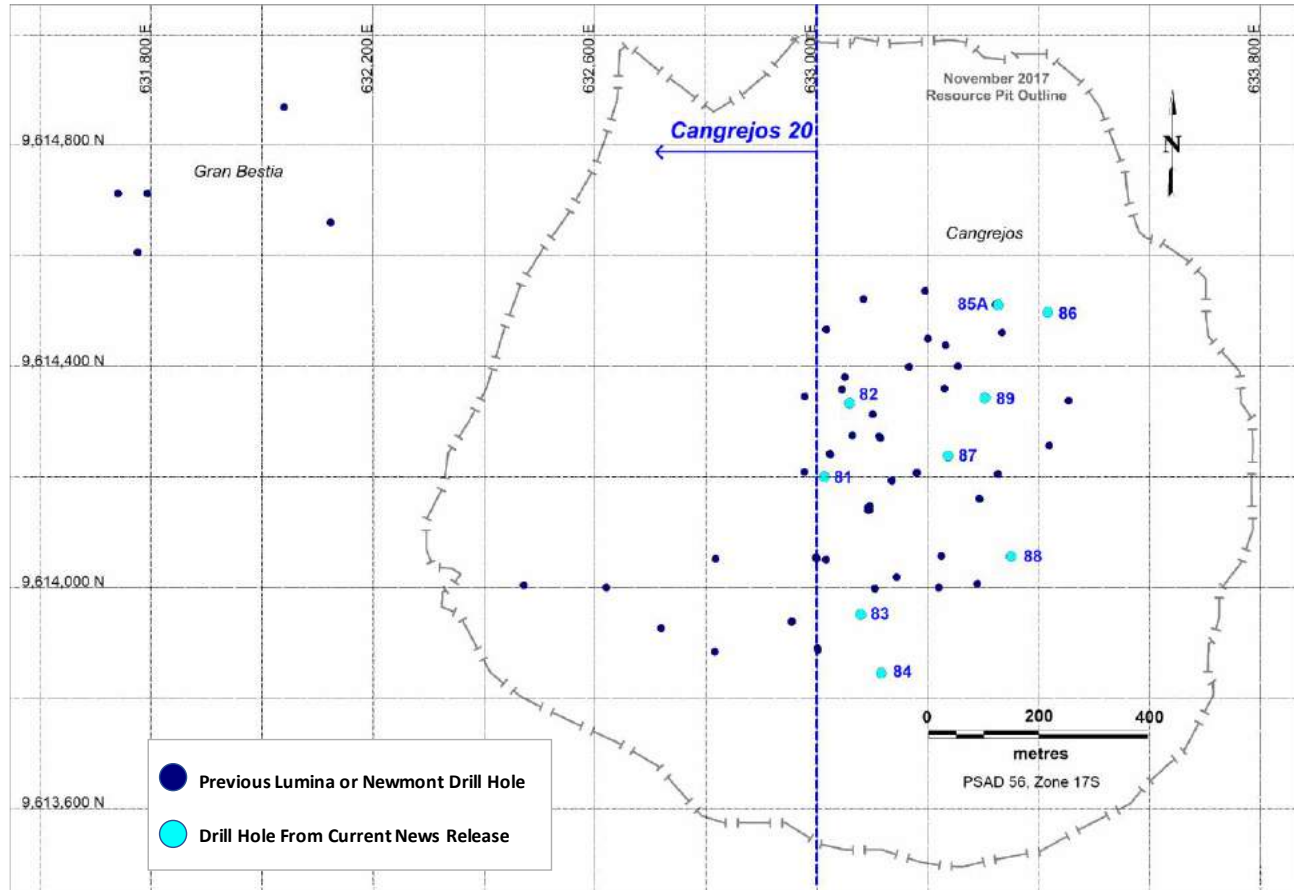 631,800 E
632,200 E
632,600 E
633,000 E
633,800 E
November 2017
Resource Pit Outline
Cangrejos 20
9,614,800 N
N
Gran Bestia
Cangrejos
85A
86
9,614,400 N
82
89
87
81
88
9,614,000 N
83
84
0 200 400
metres
PSAD 56, Zone 17S
Previous Lumina or Newmont Drill Hole
9,613,600 N
Drill Hole From Current News Release